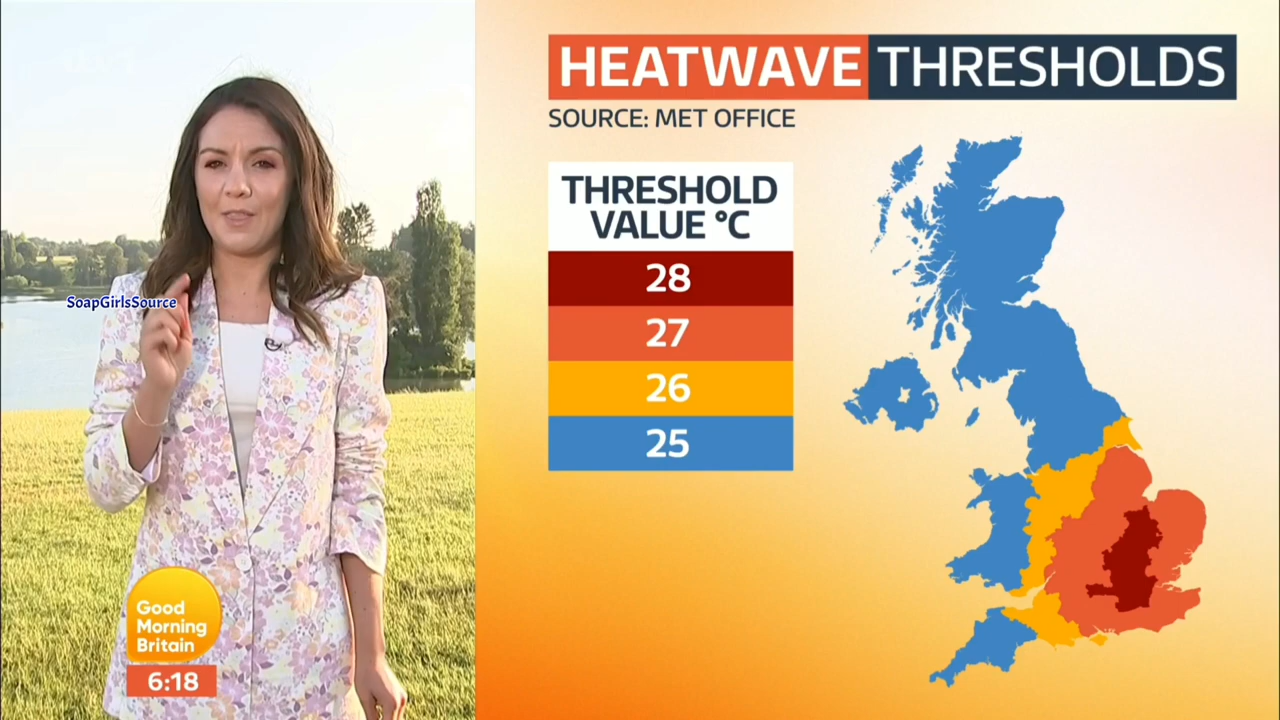 HEATWAVE THRESHOLDS
SOURCE: MET OFFICE
THRESHOLD
VALUE °C
28
27
26
25
SoapGirlsSource
Good
Morning
Britain
6:18